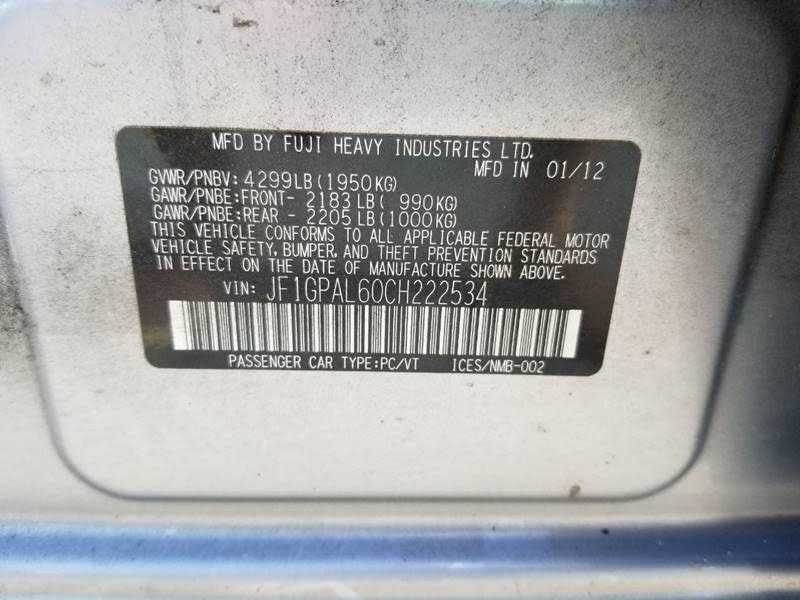 MFD BY FUJI HEAVY INDUSTRIES LTD.
MFD IN 01/12
GVWR/PNBV: 4299LB(1950KG)
GAWR/PNBE:FRONT- 2183LB( 990KG)
GAWR/PNBE:REAR - 2205LB(1000KG)
THIS VEHICLE CONFORMS TO ALL APPLICABLE FEDERAL MOTOR
VEHICLE SAFETY, BUMPER, AND THEFT PREVENTION STANDARDS
IN EFFECT ON THE DATE OF MANUFACTURE SHOWN ABOVE.
VIN: JF1GPAL60CH222534
PASSENGER CAR TYPE:PC/VT ICES/NMB-002